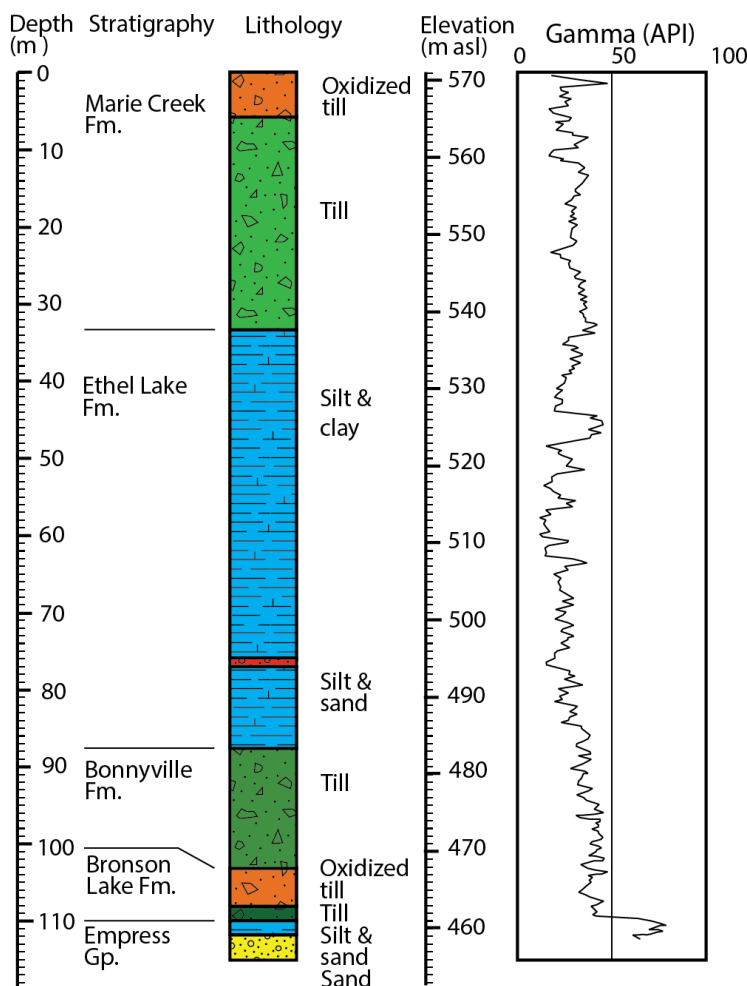 Depth
(m )
Stratigraphy
Lithology
Elevation
(m asl)
Gamma (API)
0 50 100
0
10
20
30
40
50
60
70
80
90
100
110
Marie Creek
Fm.
Ethel Lake
Fm.
Bonnyville
Fm.
Bronson
Lake Fm.
Empress
Gp.
Oxidized
till
Till
Silt &
clay
Silt &
sand
Till
Oxidized
till
Till
Silt &
sand
Sand
570
560
550
540
530
520
510
500
490
480
470
460